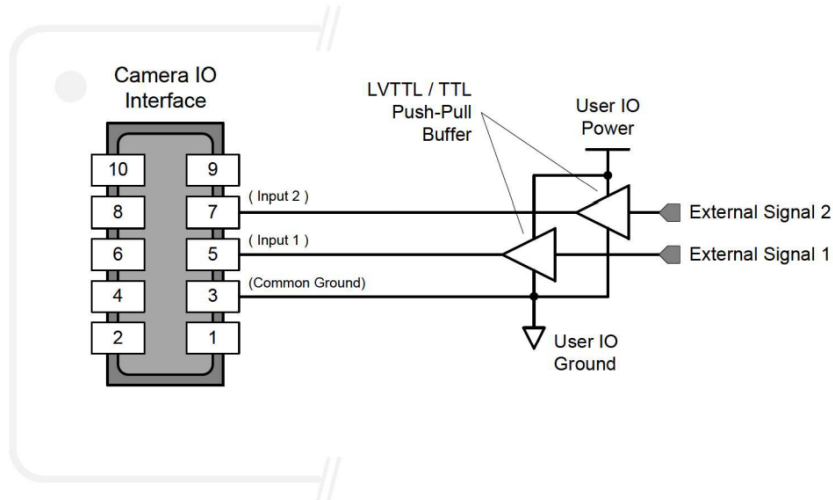 Camera IO
Interface
LVTTL / TTL
Push-Pull
Buffer
User IO
Power
10
9
( Input 2 )
8
7
External Signal 2
( Input 1 )
6
5
External Signal 1
(Common Ground)
4
3
2
1
User IO
Ground